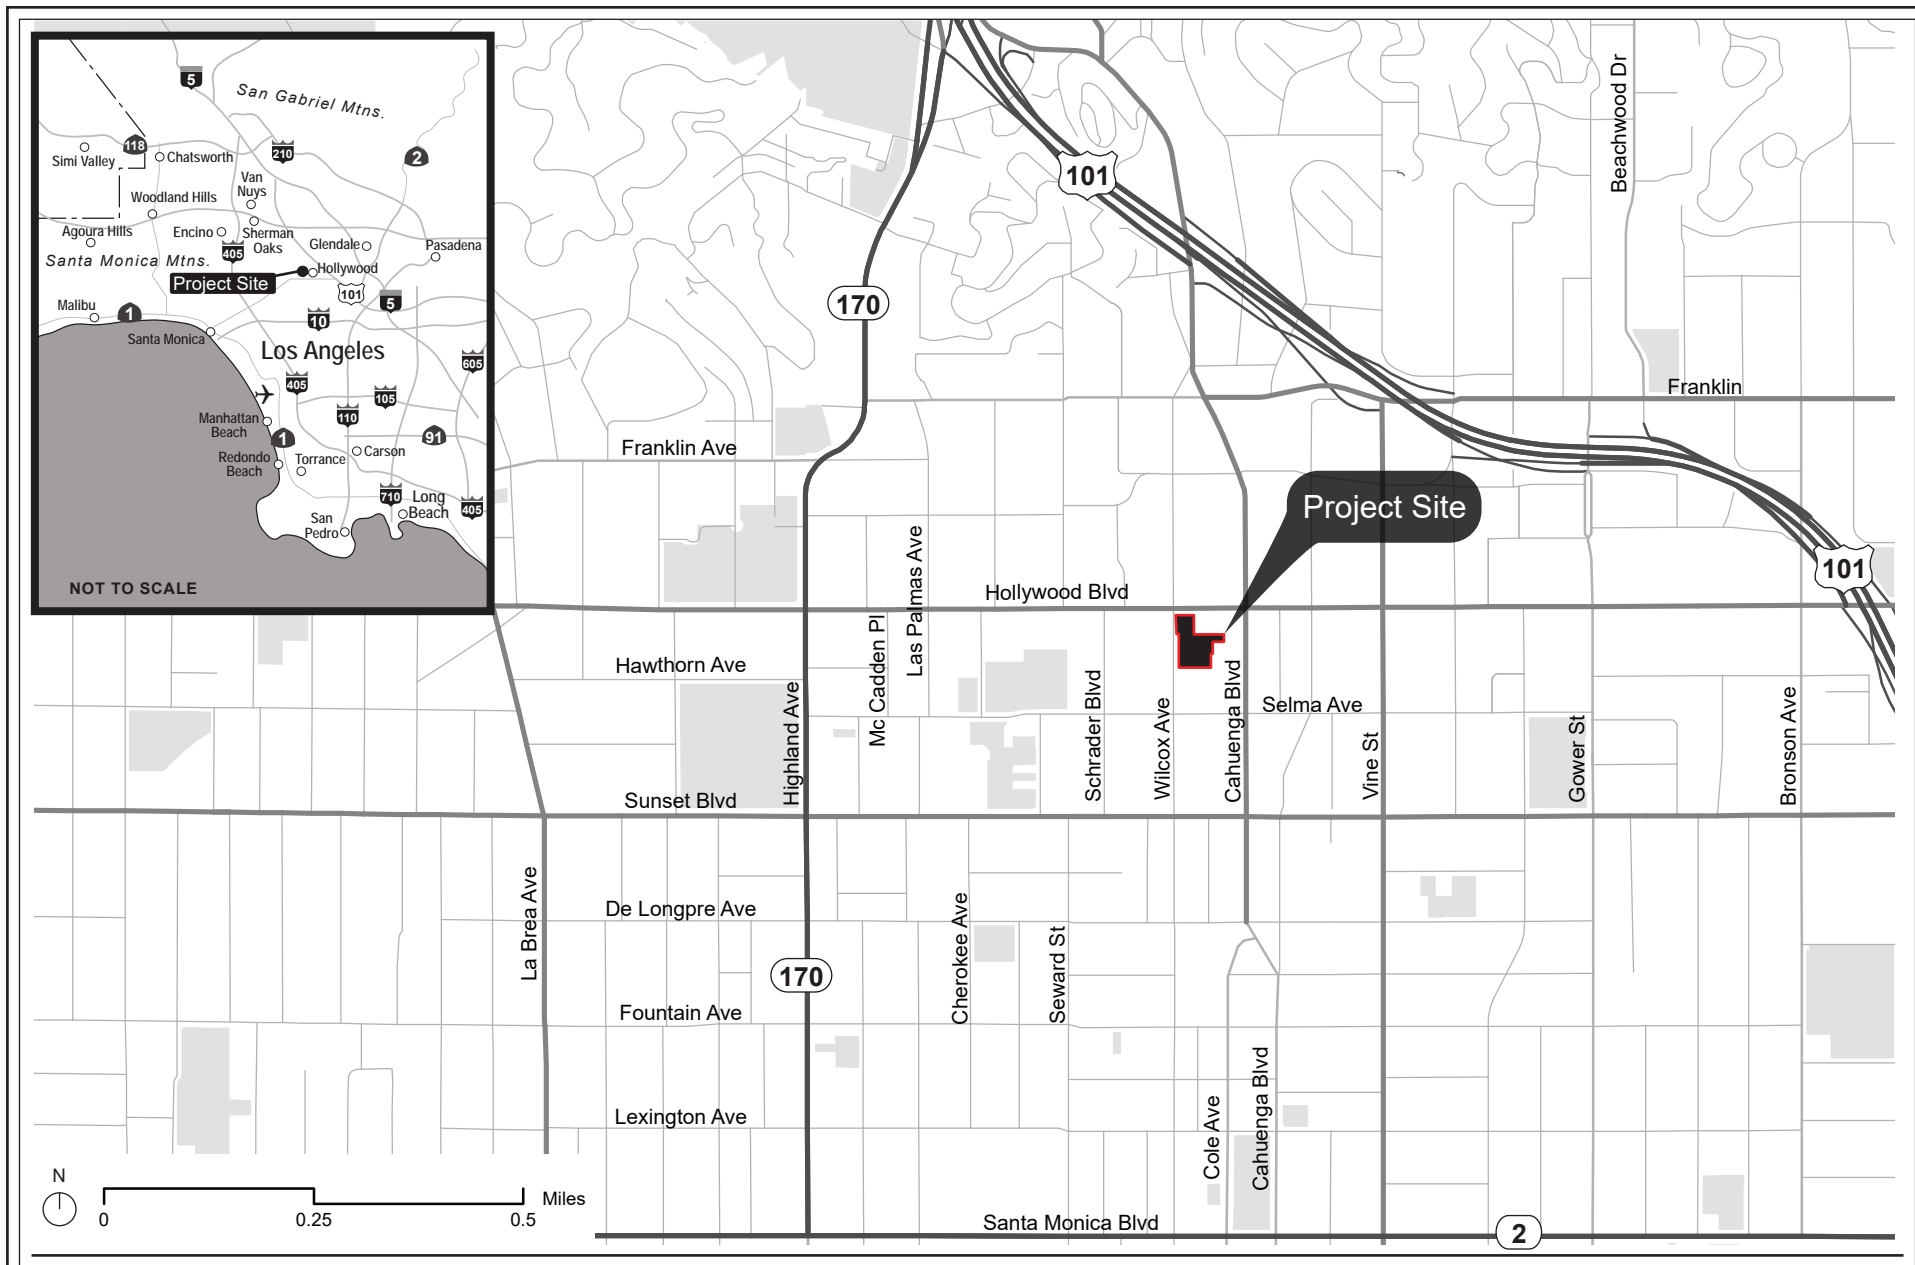 5
San Gabriel Mtns.
118
Simi Valley
Chatsworth
210
2
Van
Nuys
Woodland Hills
Agoura Hills
Encino
Sherman
Oaks
Glendale
Pasadena
405
Santa Monica Mtns.
Hollywood
Project Site
101
5
Malibu
1
10
Santa Monica
Los Angeles
605
405
105
110
Manhattan
Beach
1
91
Redondo
Beach
Torrance
Carson
710
Long
Beach
405
San
Pedro
NOT TO SCALE
101
Beachwood Dr
170
Franklin
Franklin Ave
Project Site
101
Hollywood Blvd
Las Palmas Ave
Mc Cadden Pl
Hawthorn Ave
Highland Ave
Schrader Blvd
Wilcox Ave
Cahuenga Blvd
Selma Ave
Vine St
Gower St
Bronson Ave
Sunset Blvd
La Brea Ave
De Longpre Ave
Cherokee Ave
Seward St
170
Fountain Ave
Lexington Ave
Cole Ave
Cahuenga Blvd
N
0
0.25
0.5
Miles
Santa Monica Blvd
2